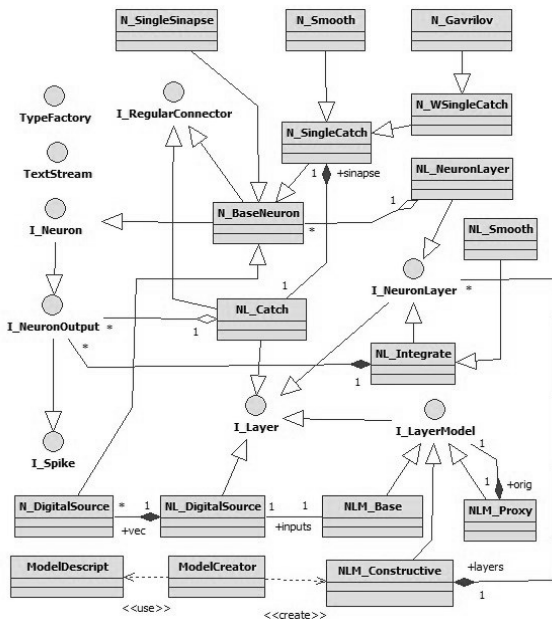 N_SingleSinapse
N_Smooth
N_Gavrilov
TypeFactory
I_RegularConnector
N_SingleCatch
N_WSingleCatch
TextStream
1
+sinapse
NL_NeuronLayer
I_Neuron
N_BaseNeuron
*
1
NL_Smooth
I_NeuronLayer
*
I_NeuronOutput
*
1
NL_Catch
1
*
1
NL_Integrate
I_Layer
I_LayerModel
1
+orig
I_Spike
1
N_DigitalSource
*
1
NL_DigitalSource
1
1
NLM_Base
NLM_Proxy
+vec
+inputs
ModelDescript
ModelCreator
NLM_Constructive
+layers
1
<<use>>
<<create>>